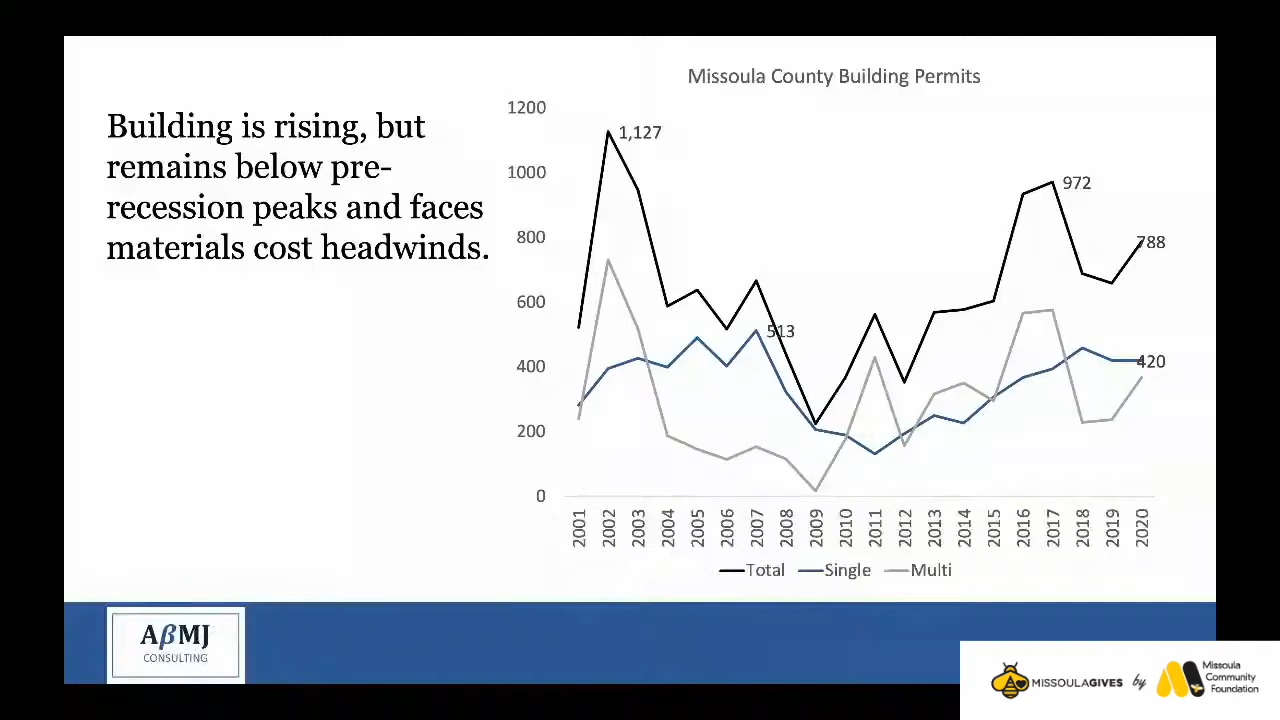 Missoula County Building Permits
Building is rising, but
remains below pre-
recession peaks and faces
materials cost headwinds.
1200
1000
800
600
400
200
0
1,127
513
972
788
420
2001
2002
2003
2004
2005
2006
2007
2008
2009
2010
2011
2012
2013
2014
2015
2016
2017
2018
2019
2020
Total Single Multi
AβMJ
CONSULTING
MISSOULAGIVES by
Missoula
Community
Foundation